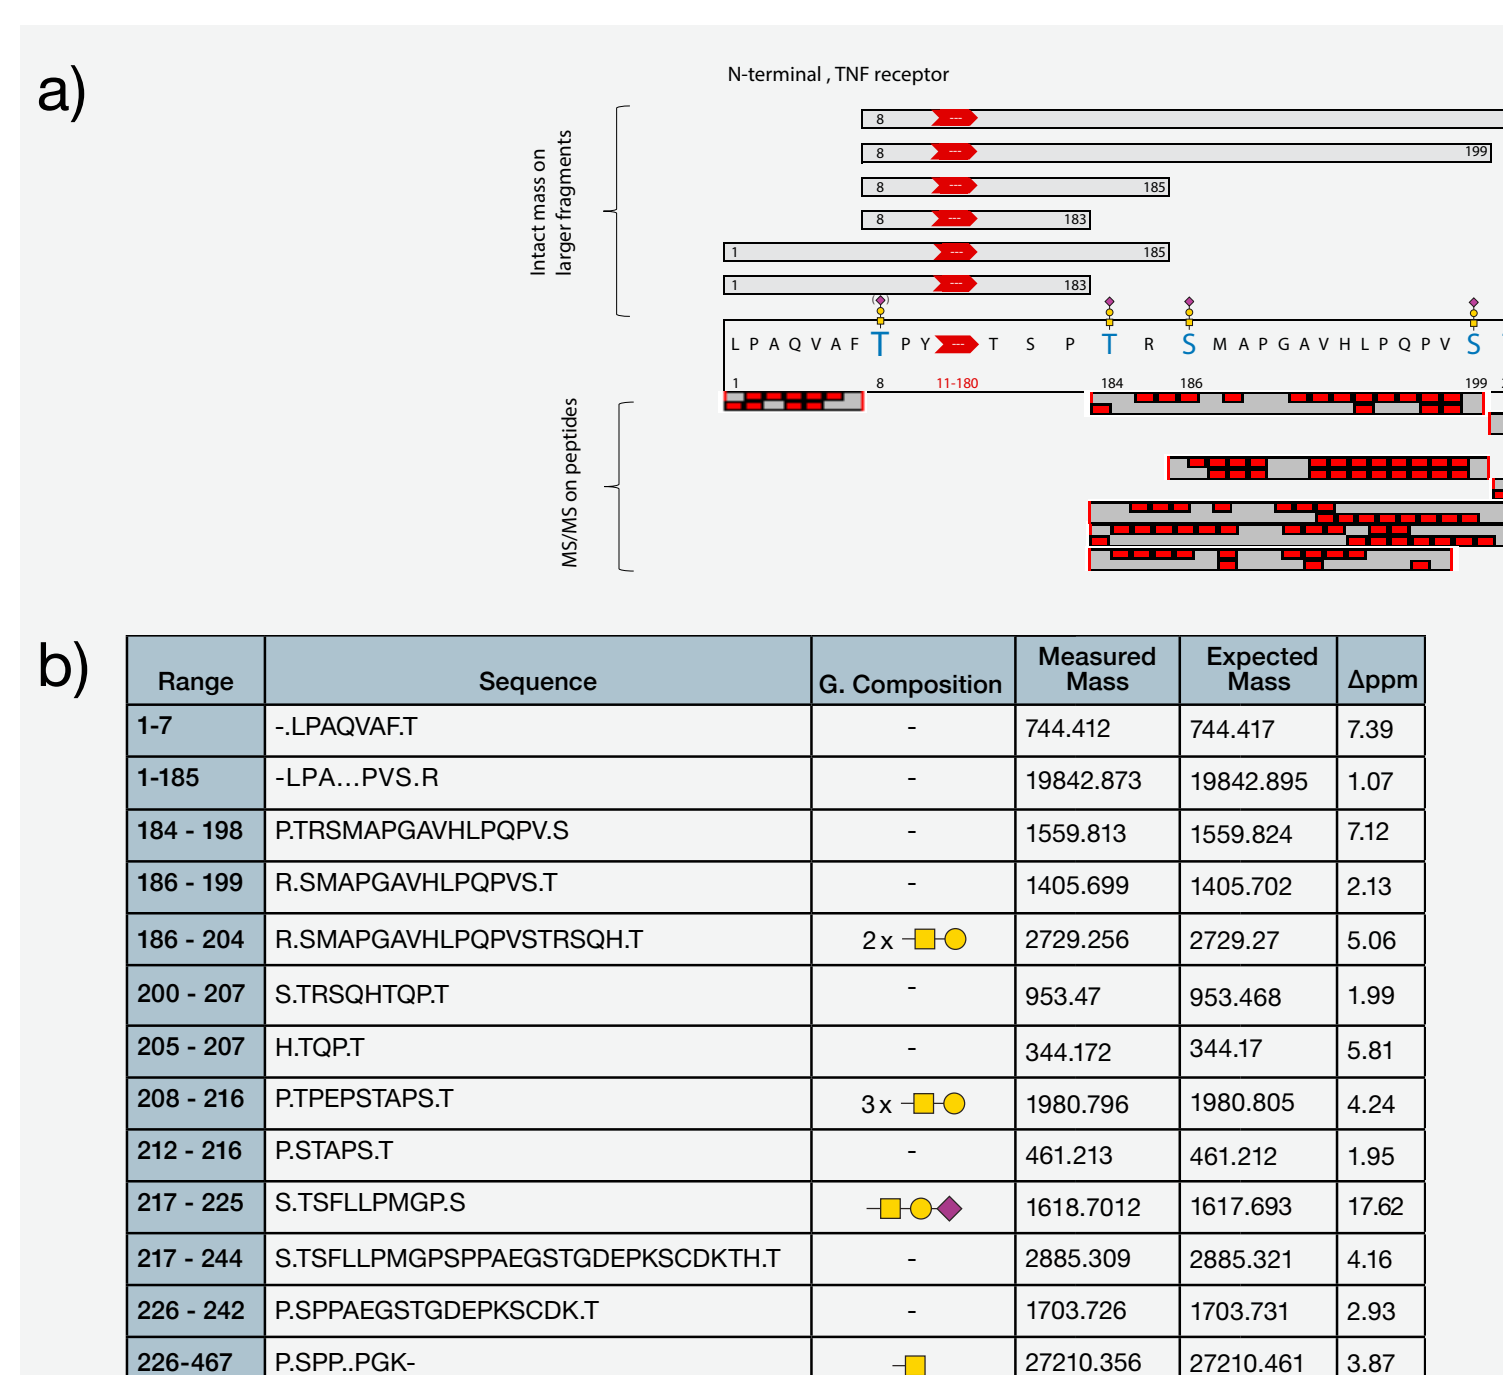 a)
N-terminal , TNF receptor
Intact mass on
larger fragments
8 ---
8 --- 199
8 --- 185
8 --- 183
1 --- 185
1 --- 183
L P A Q V A F T P Y --- T S P T R S M A P G A V H L P Q P V S
1 8 11-180 184 186 199
MS/MS on peptides
b)
Range Sequence G. Composition Measured Mass Expected Mass Δppm
1-7 -.LPAQVAF.T - 744.412 744.417 7.39
1-185 -LPA...PVS.R - 19842.873 19842.895 1.07
184 - 198 P.TRSMAPGAVHLPQPV.S - 1559.813 1559.824 7.12
186 - 199 R.SMAPGAVHLPQPVS.T - 1405.699 1405.702 2.13
186 - 204 R.SMAPGAVHLPQPVSTRSQH.T 2 x 2729.256 2729.27 5.06
200 - 207 S.TRSQHTQP.T - 953.47 953.468 1.99
205 - 207 H.TQP.T - 344.172 344.17 5.81
208 - 216 P.TPEPSTAPS.T 3 x 1980.796 1980.805 4.24
212 - 216 P.STAPS.T - 461.213 461.212 1.95
217 - 225 S.TSFLLPMGP.S 1618.7012 1617.693 17.62
217 - 244 S.TSFLLPMGPSPPAEGSTGDEPKSCDKTH.T - 2885.309 2885.321 4.16
226 - 242 P.SPPAEGSTGDEPKSCDK.T - 1703.726 1703.731 2.93
226-467 P.SPP..PGK- 27210.356 27210.461 3.87